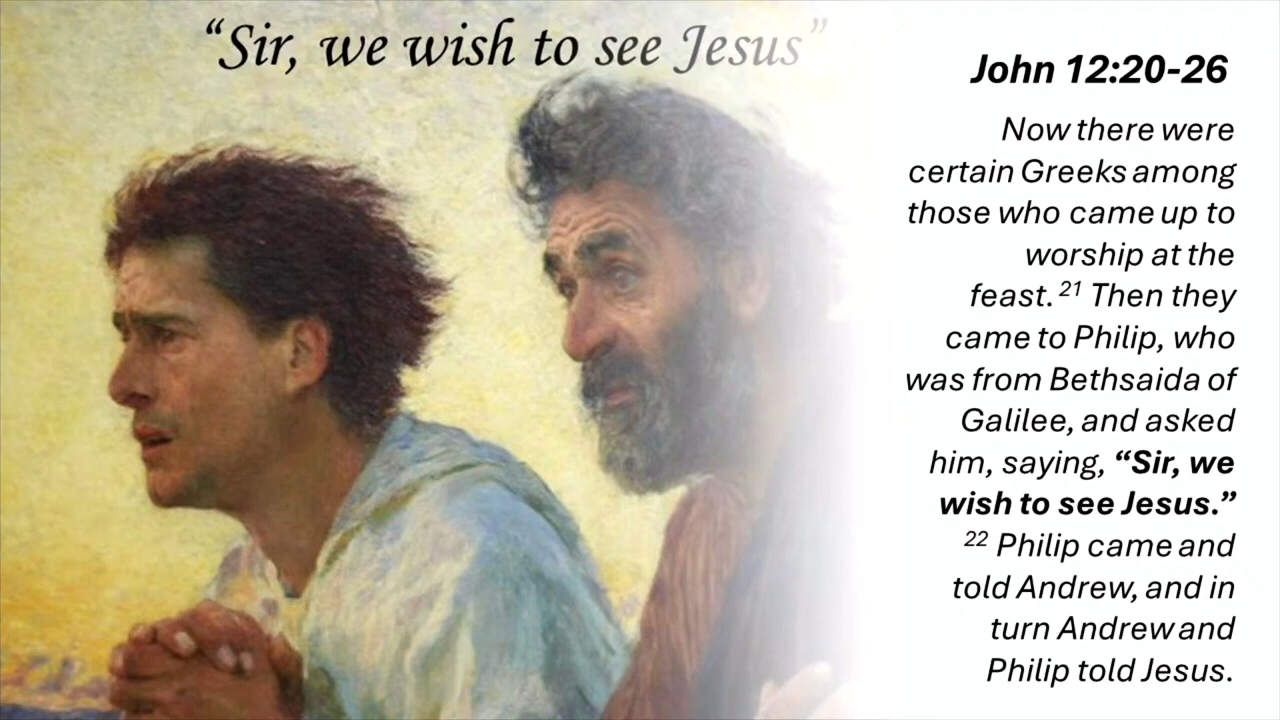 “Sir, we wish to see Jesus”
John 12:20-26
Now there were
certain Greeks among
those who came up to
worship at the
feast. 21 Then they
came to Philip, who
was from Bethsaida of
Galilee, and asked
him, saying, “Sir, we
wish to see Jesus.”
22 Philip came and
told Andrew, and in
turn Andrew and
Philip told Jesus.